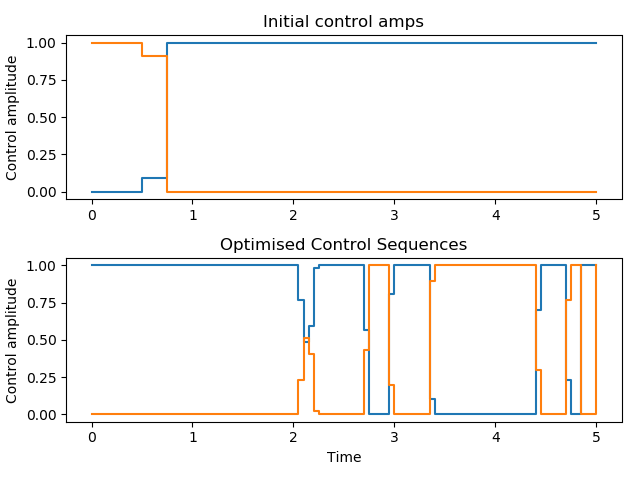 Initial control amps
Control amplitude
1.00
0.75
0.50
0.25
0.00
0 1 2 3 4 5
Optimised Control Sequences
Control amplitude
1.00
0.75
0.50
0.25
0.00
0 1 2 3 4 5
Time